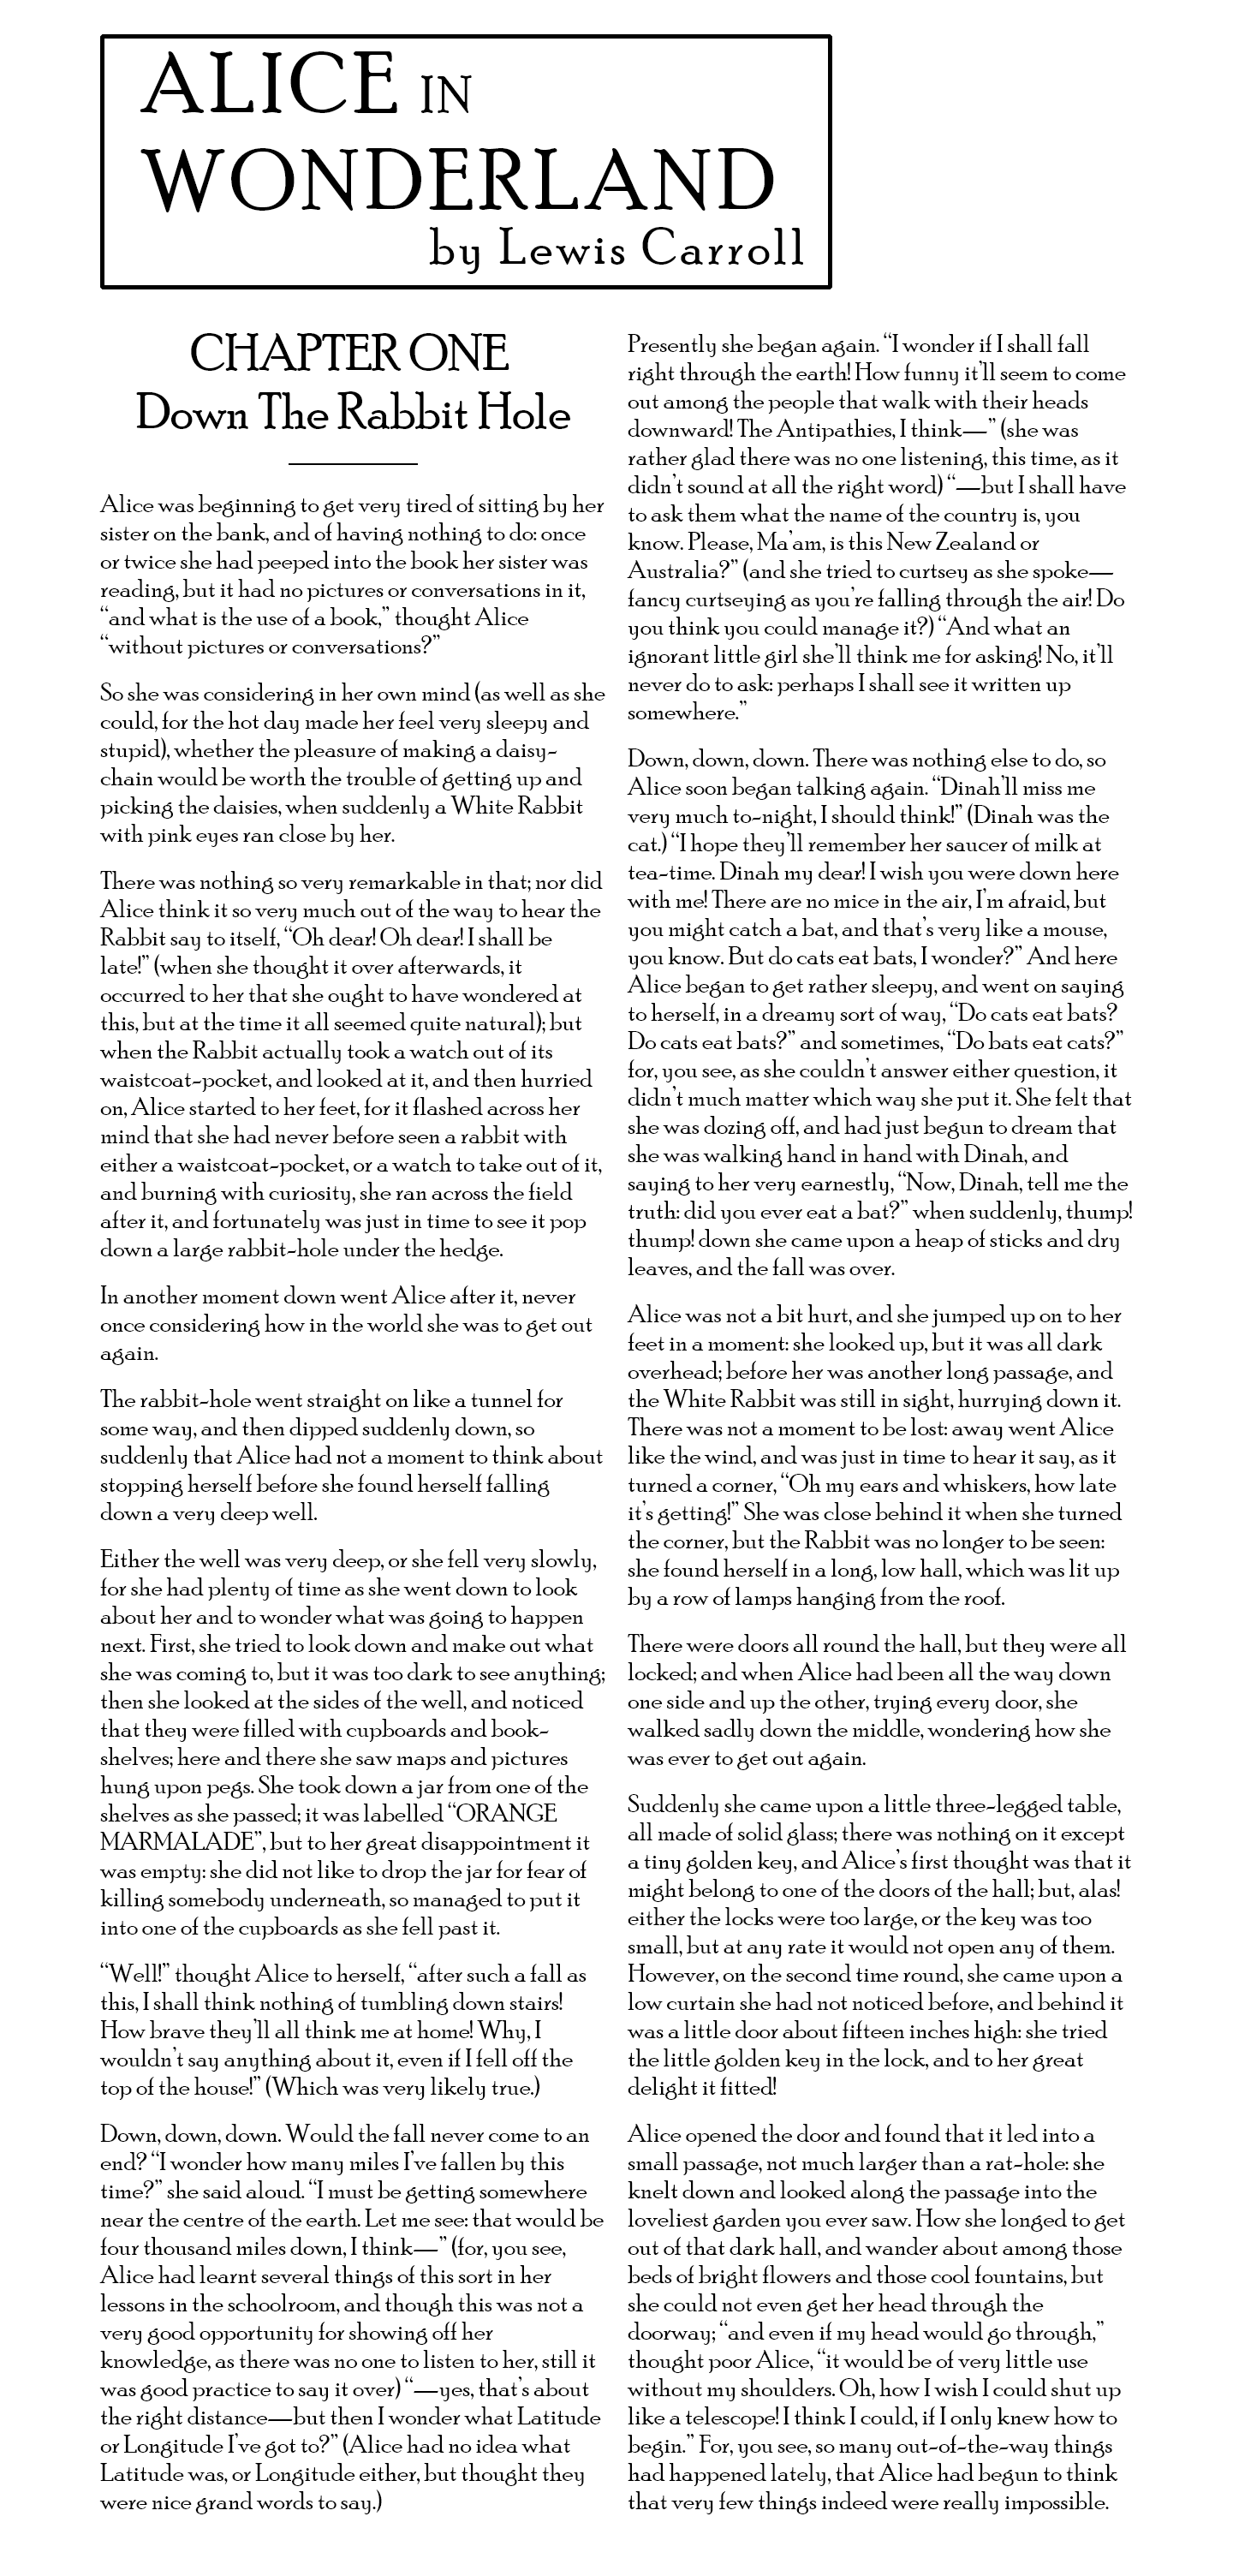 ALICE IN
WONDERLAND
by Lewis Carroll
CHAPTER ONE
Down The Rabbit Hole
Alice was beginning to get very tired of sitting by her
sister on the bank, and of having nothing to do: once
or twice she had peeped into the book her sister was
reading, but it had no pictures or conversations in it,
“and what is the use of a book,” thought Alice
“without pictures or conversations?”
So she was considering in her own mind (as well as she
could, for the hot day made her feel very sleepy and
stupid), whether the pleasure of making a daisy-
chain would be worth the trouble of getting up and
picking the daisies, when suddenly a White Rabbit
with pink eyes ran close by her.
There was nothing so very remarkable in that; nor did
Alice think it so very much out of the way to hear the
Rabbit say to itself, “Oh dear! Oh dear! I shall be
late!” (when she thought it over afterwards, it
occurred to her that she ought to have wondered at
this, but at the time it all seemed quite natural); but
when the Rabbit actually took a watch out of its
waistcoat-pocket, and looked at it, and then hurried
on, Alice started to her feet, for it flashed across her
mind that she had never before seen a rabbit with
either a waistcoat-pocket, or a watch to take out of it,
and burning with curiosity, she ran across the field
after it, and fortunately was just in time to see it pop
down a large rabbit-hole under the hedge.
In another moment down went Alice after it, never
once considering how in the world she was to get out
again.
The rabbit-hole went straight on like a tunnel for
some way, and then dipped suddenly down, so
suddenly that Alice had not a moment to think about
stopping herself before she found herself falling
down a very deep well.
Either the well was very deep, or she fell very slowly,
for she had plenty of time as she went down to look
about her and to wonder what was going to happen
next. First, she tried to look down and make out what
she was coming to, but it was too dark to see anything;
then she looked at the sides of the well, and noticed
that they were filled with cupboards and book-
shelves; here and there she saw maps and pictures
hung upon pegs. She took down a jar from one of the
shelves as she passed; it was labelled “ORANGE
MARMALADE”, but to her great disappointment it
was empty: she did not like to drop the jar for fear of
killing somebody underneath, so managed to put it
into one of the cupboards as she fell past it.
“Well!” thought Alice to herself, “after such a fall as
this, I shall think nothing of tumbling down stairs!
How brave they’ll all think me at home! Why, I
wouldn’t say anything about it, even if I fell off the
top of the house!” (Which was very likely true.)
Down, down, down. Would the fall never come to an
end? “I wonder how many miles I’ve fallen by this
time?” she said aloud. “I must be getting somewhere
near the centre of the earth. Let me see: that would be
four thousand miles down, I think—” (for, you see,
Alice had learnt several things of this sort in her
lessons in the schoolroom, and though this was not a
very good opportunity for showing off her
knowledge, as there was no one to listen to her, still it
was good practice to say it over) “—yes, that’s about
the right distance—but then I wonder what Latitude
or Longitude I’ve got to?” (Alice had no idea what
Latitude was, or Longitude either, but thought they
were nice grand words to say.)
Presently she began again. “I wonder if I shall fall
right through the earth! How funny it’ll seem to come
out among the people that walk with their heads
downward! The Antipathies, I think—” (she was
rather glad there was no one listening, this time, as it
didn’t sound at all the right word) “—but I shall have
to ask them what the name of the country is, you
know. Please, Ma’am, is this New Zealand or
Australia?” (and she tried to curtsey as she spoke—
fancy curtseying as you’re falling through the air! Do
you think you could manage it?) “And what an
ignorant little girl she’ll think me for asking! No, it’ll
never do to ask: perhaps I shall see it written up
somewhere.”
Down, down, down. There was nothing else to do, so
Alice soon began talking again. “Dinah’ll miss me
very much to-night, I should think!” (Dinah was the
cat.) “I hope they’ll remember her saucer of milk at
tea-time. Dinah my dear! I wish you were down here
with me! There are no mice in the air, I’m afraid, but
you might catch a bat, and that’s very like a mouse,
you know. But do cats eat bats, I wonder?” And here
Alice began to get rather sleepy, and went on saying
to herself, in a dreamy sort of way, “Do cats eat bats?
Do cats eat bats?” and sometimes, “Do bats eat cats?”
for, you see, as she couldn’t answer either question, it
didn’t much matter which way she put it. She felt that
she was dozing off, and had just begun to dream that
she was walking hand in hand with Dinah, and
saying to her very earnestly, “Now, Dinah, tell me the
truth: did you ever eat a bat?” when suddenly, thump!
thump! down she came upon a heap of sticks and dry
leaves, and the fall was over.
Alice was not a bit hurt, and she jumped up on to her
feet in a moment: she looked up, but it was all dark
overhead; before her was another long passage, and
the White Rabbit was still in sight, hurrying down it.
There was not a moment to be lost: away went Alice
like the wind, and was just in time to hear it say, as it
turned a corner, “Oh my ears and whiskers, how late
it’s getting!” She was close behind it when she turned
the corner, but the Rabbit was no longer to be seen:
she found herself in a long, low hall, which was lit up
by a row of lamps hanging from the roof.
There were doors all round the hall, but they were all
locked; and when Alice had been all the way down
one side and up the other, trying every door, she
walked sadly down the middle, wondering how she
was ever to get out again.
Suddenly she came upon a little three-legged table,
all made of solid glass; there was nothing on it except
a tiny golden key, and Alice’s first thought was that it
might belong to one of the doors of the hall; but, alas!
either the locks were too large, or the key was too
small, but at any rate it would not open any of them.
However, on the second time round, she came upon a
low curtain she had not noticed before, and behind it
was a little door about fifteen inches high: she tried
the little golden key in the lock, and to her great
delight it fitted!
Alice opened the door and found that it led into a
small passage, not much larger than a rat-hole: she
knelt down and looked along the passage into the
loveliest garden you ever saw. How she longed to get
out of that dark hall, and wander about among those
beds of bright flowers and those cool fountains, but
she could not even get her head through the
doorway; “and even if my head would go through,”
thought poor Alice, “it would be of very little use
without my shoulders. Oh, how I wish I could shut up
like a telescope! I think I could, if I only knew how to
begin.” For, you see, so many out-of-the-way things
had happened lately, that Alice had begun to think
that very few things indeed were really impossible.